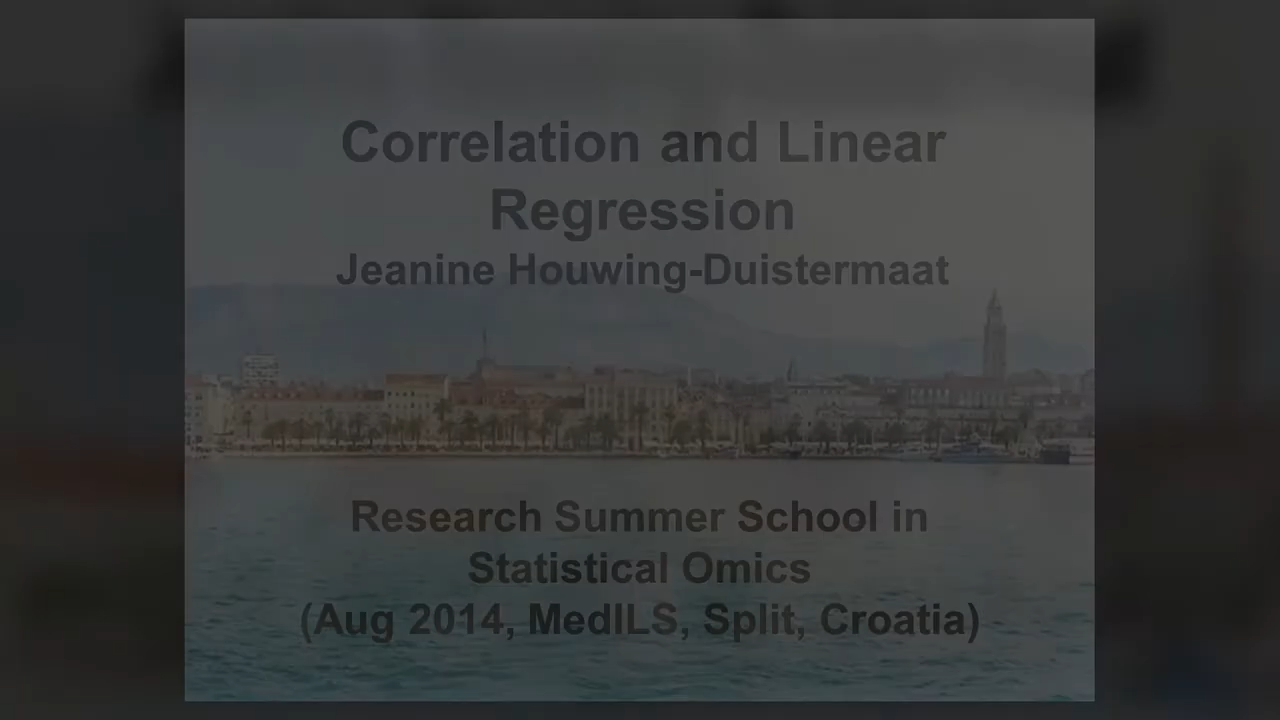 Correlation and Linear
Regression
Jeanine Houwing-Duistermaat
Research Summer School in
Statistical Omics
(Aug 2014, MedILS, Split, Croatia)